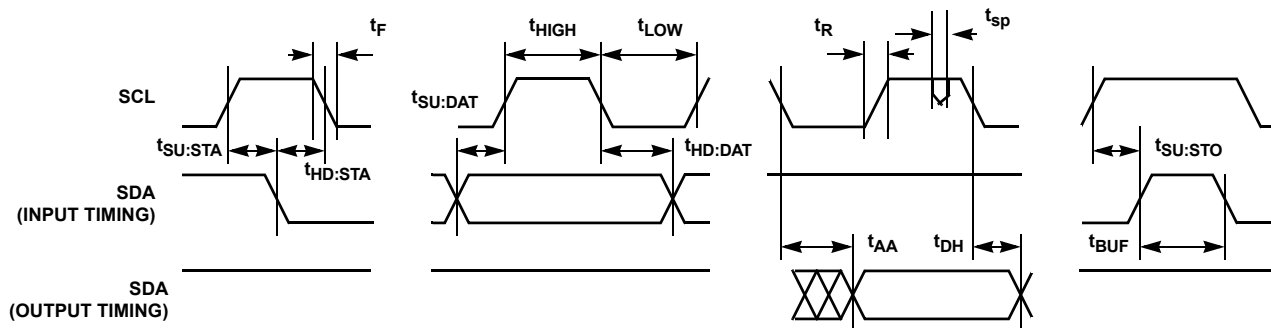 tF
tHIGH
tLOW
tR
tsp
SCL
tSU:DAT
tSU:STA
tHD:STA
tHD:DAT
tSU:STO
SDA
(INPUT TIMING)
tAA
tDH
tBUF
SDA
(OUTPUT TIMING)